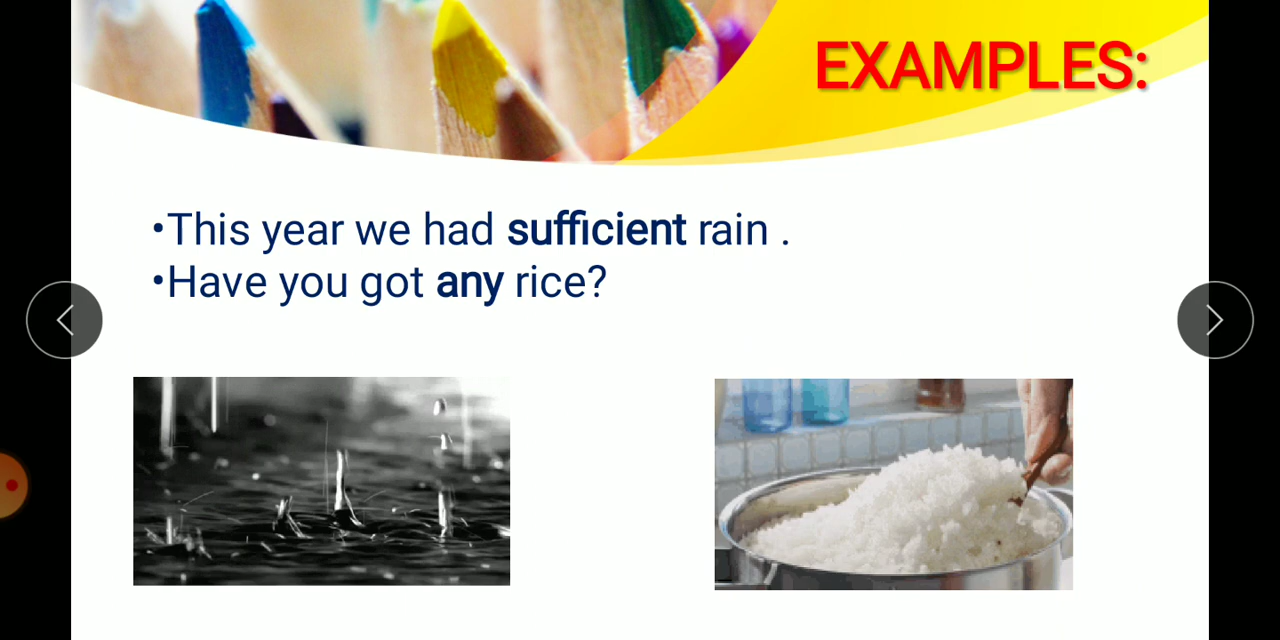 EXAMPLES:
•This year we had sufficient rain .
•Have you got any rice?